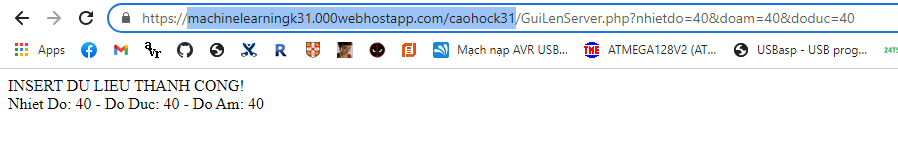 https://machinelearningk31.000webhostapp.com/caohock31/GuiLenServer.php?nhietdo=40&doam=40&doduc=40
Apps Mạch nạp AVR USB... ATMEGA128V2 (AT... USBasp - USB prog... 24TS
INSERT DU LIEU THANH CONG!
Nhiet Do: 40 - Do Duc: 40 - Do Am: 40